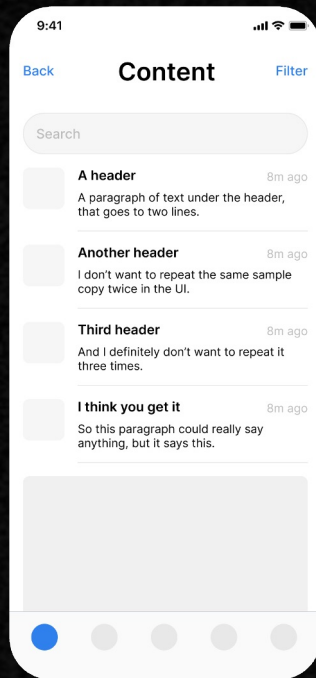 9:41
Back Content Filter
Search
A header 8m ago
A paragraph of text under the header,
that goes to two lines.
Another header 8m ago
I don’t want to repeat the same sample
copy twice in the UI.
Third header 8m ago
And I definitely don’t want to repeat it
three times.
I think you get it 8m ago
So this paragraph could really say
anything, but it says this.